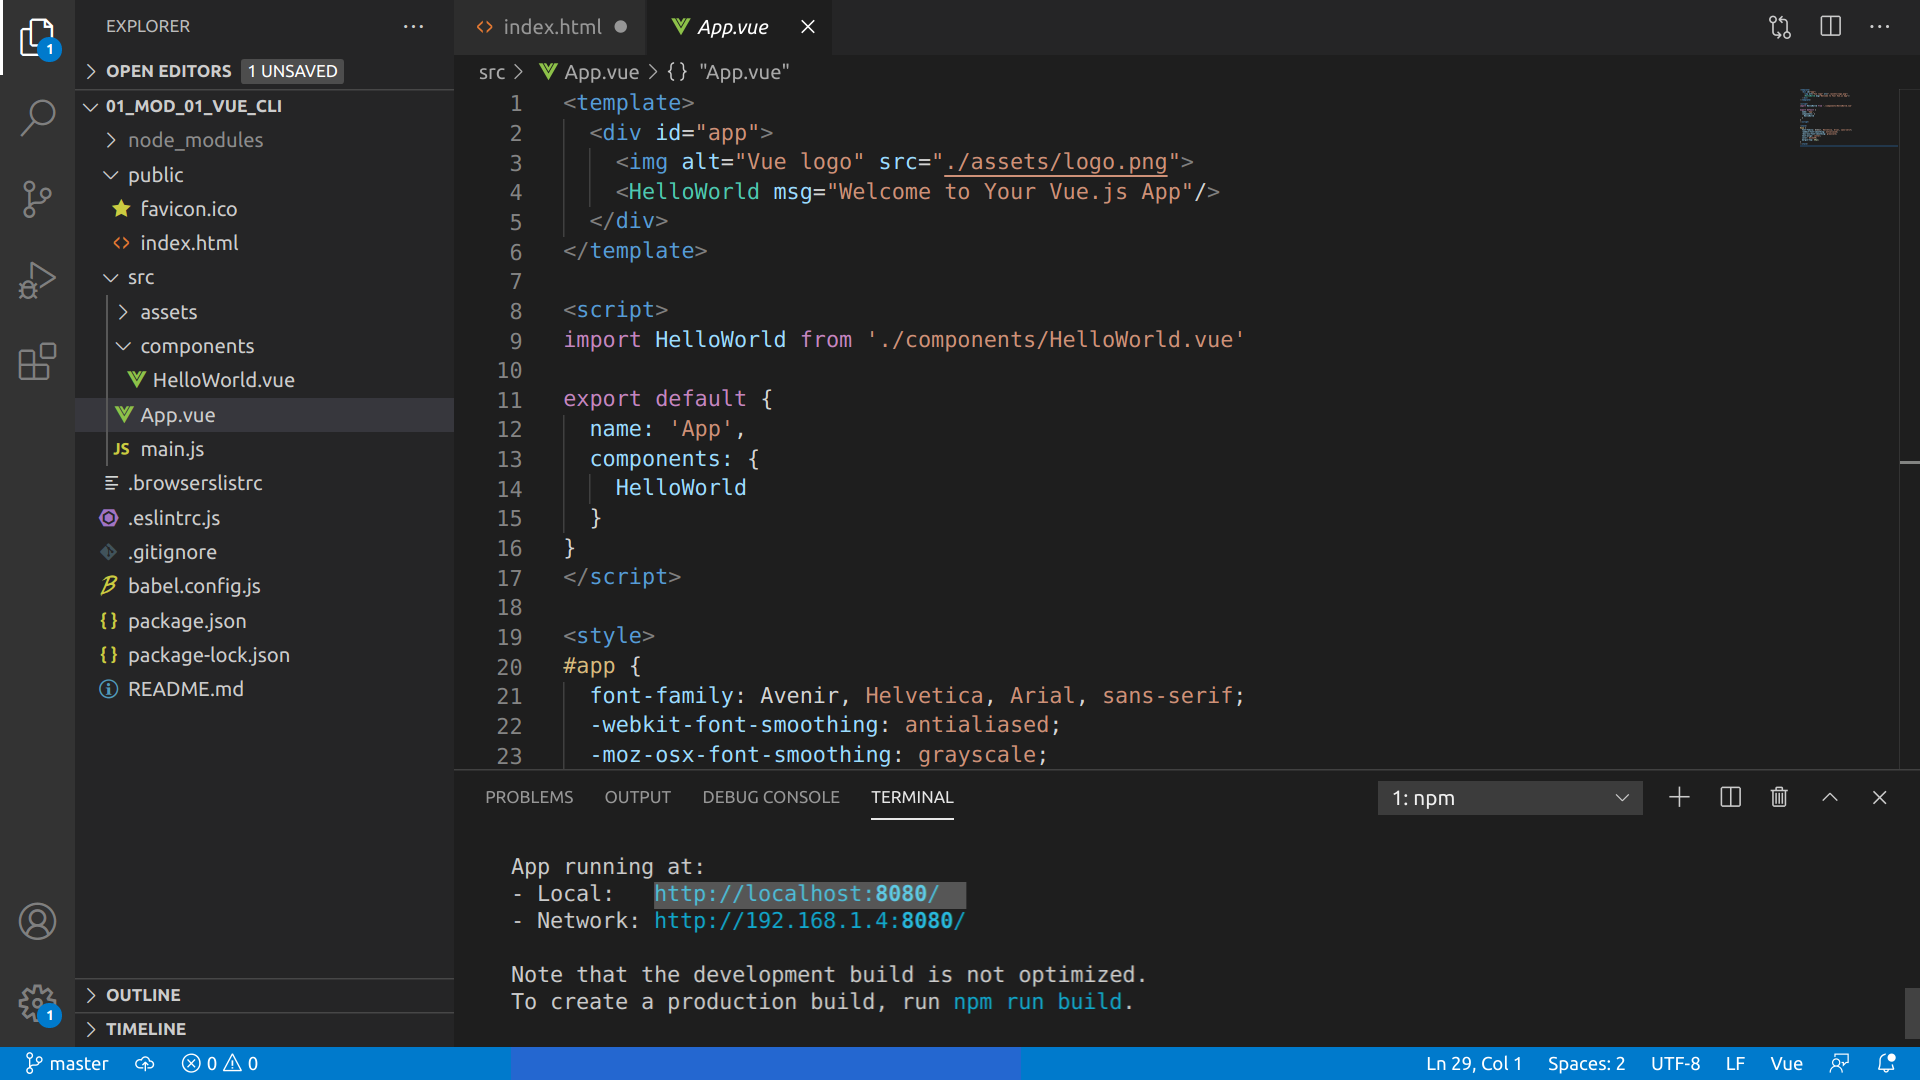 EXPLORER
OPEN EDITORS 1 UNSAVED
01_MOD_01_VUE_CLI
node_modules
public
favicon.ico
index.html
src
assets
components
HelloWorld.vue
App.vue
JS main.js
.browserslistrc
.eslintrc.js
.gitignore
babel.config.js
package.json
package-lock.json
README.md
OUTLINE
TIMELINE
1
1
index.html
App.vue
src > App.vue > {} "App.vue"
1 <template>
2 <div id="app">
3 <img alt="Vue logo" src="./assets/logo.png">
4 <HelloWorld msg="Welcome to Your Vue.js App"/>
5 </div>
6 </template>
7
8 <script>
9 import HelloWorld from './components/HelloWorld.vue'
10
11 export default {
12 name: 'App',
13 components: {
14 HelloWorld
15 }
16 }
17 </script>
18
19 <style>
20 #app {
21 font-family: Avenir, Helvetica, Arial, sans-serif;
22 -webkit-font-smoothing: antialiased;
23 -moz-osx-font-smoothing: grayscale;
PROBLEMS OUTPUT DEBUG CONSOLE TERMINAL 1: npm
App running at:
- Local: http://localhost:8080/
- Network: http://192.168.1.4:8080/
Note that the development build is not optimized.
To create a production build, run npm run build.
master 0 0 Ln 29, Col 1 Spaces: 2 UTF-8 LF Vue